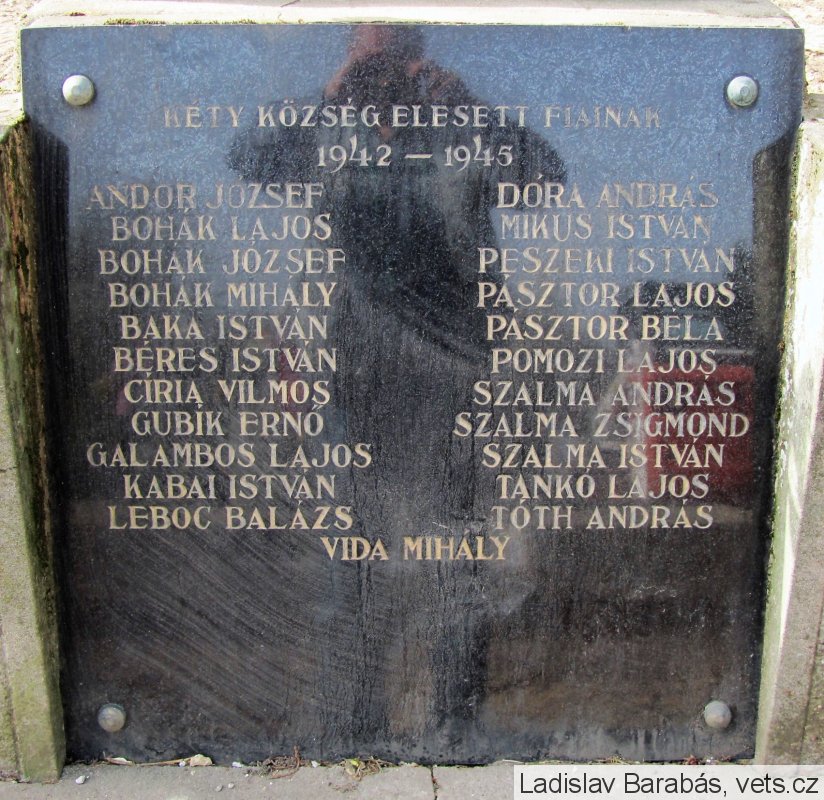 KÉTY KÖZSÉG ELESETT FIAINAK
1942 – 1945
ANDOR JÓZSEF
BOHÁK LAJOS
BOHÁK JÓZSEF
BOHÁK MIHÁLY
BAKA ISTVÁN
BÉRES ISTVÁN
CÍRIA VILMOS
GUBIK ERNŐ
GALAMBOS LAJOS
KABAI ISTVÁN
LEBOC BALÁZS
DÓRA ANDRÁS
MIKUS ISTVÁN
PESZEKI ISTVÁN
PÁSZTOR LAJOS
PÁSZTOR BÉLA
POMOZI LAJOS
SZALMA ANDRÁS
SZALMA ZSIGMOND
SZALMA ISTVÁN
TANKÓ LAJOS
TÓTH ANDRÁS
VIDA MIHÁLY
Ladislav Barabás, vets.cz